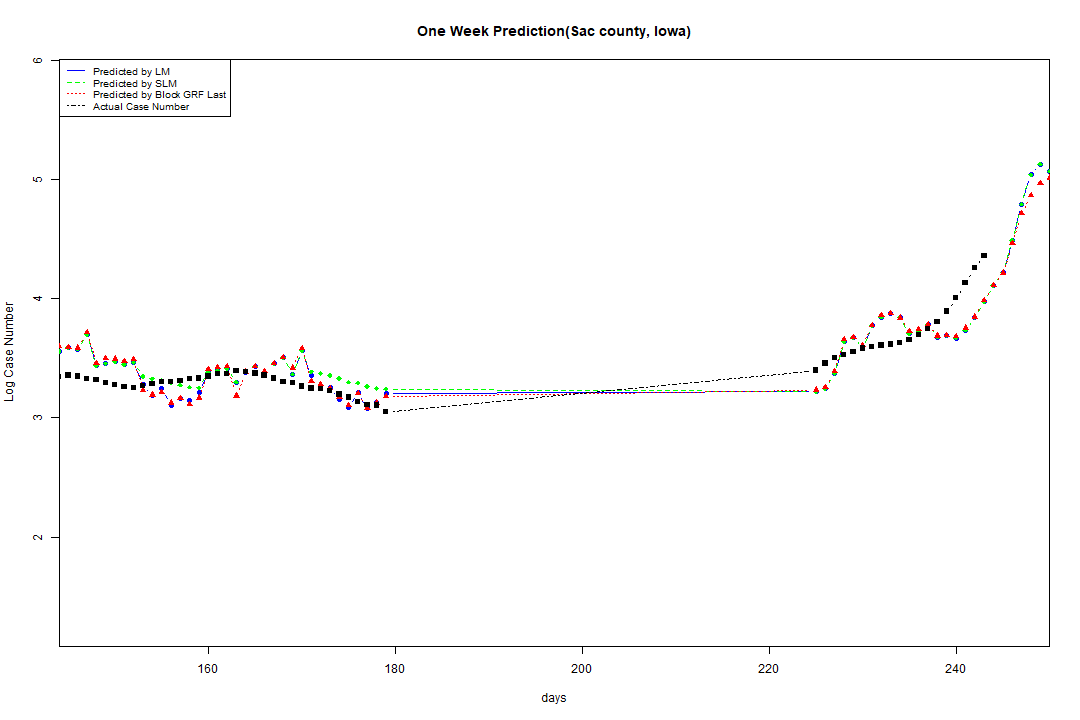 One Week Prediction(Sac county, Iowa)
Predicted by LM
Predicted by SLM
Predicted by Block GRF Last
Actual Case Number
6
5
4
3
2
Log Case Number
160
180
200
220
240
days